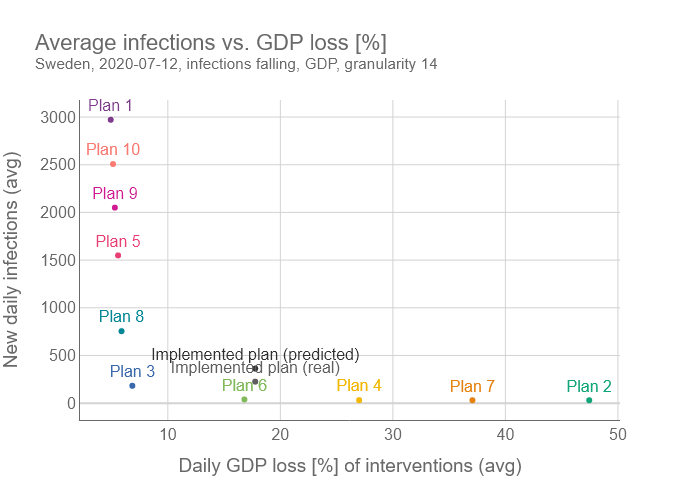 Average infections vs. GDP loss [%]
Sweden, 2020-07-12, infections falling, GDP, granularity 14
New daily infections (avg)
3000
2500
2000
1500
1000
500
0
Plan 1
Plan 10
Plan 9
Plan 5
Plan 8
Implemented plan (predicted)
Implemented plan (real)
Plan 3
Plan 6
Plan 4
Plan 7
Plan 2
10
20
30
40
50
Daily GDP loss [%] of interventions (avg)